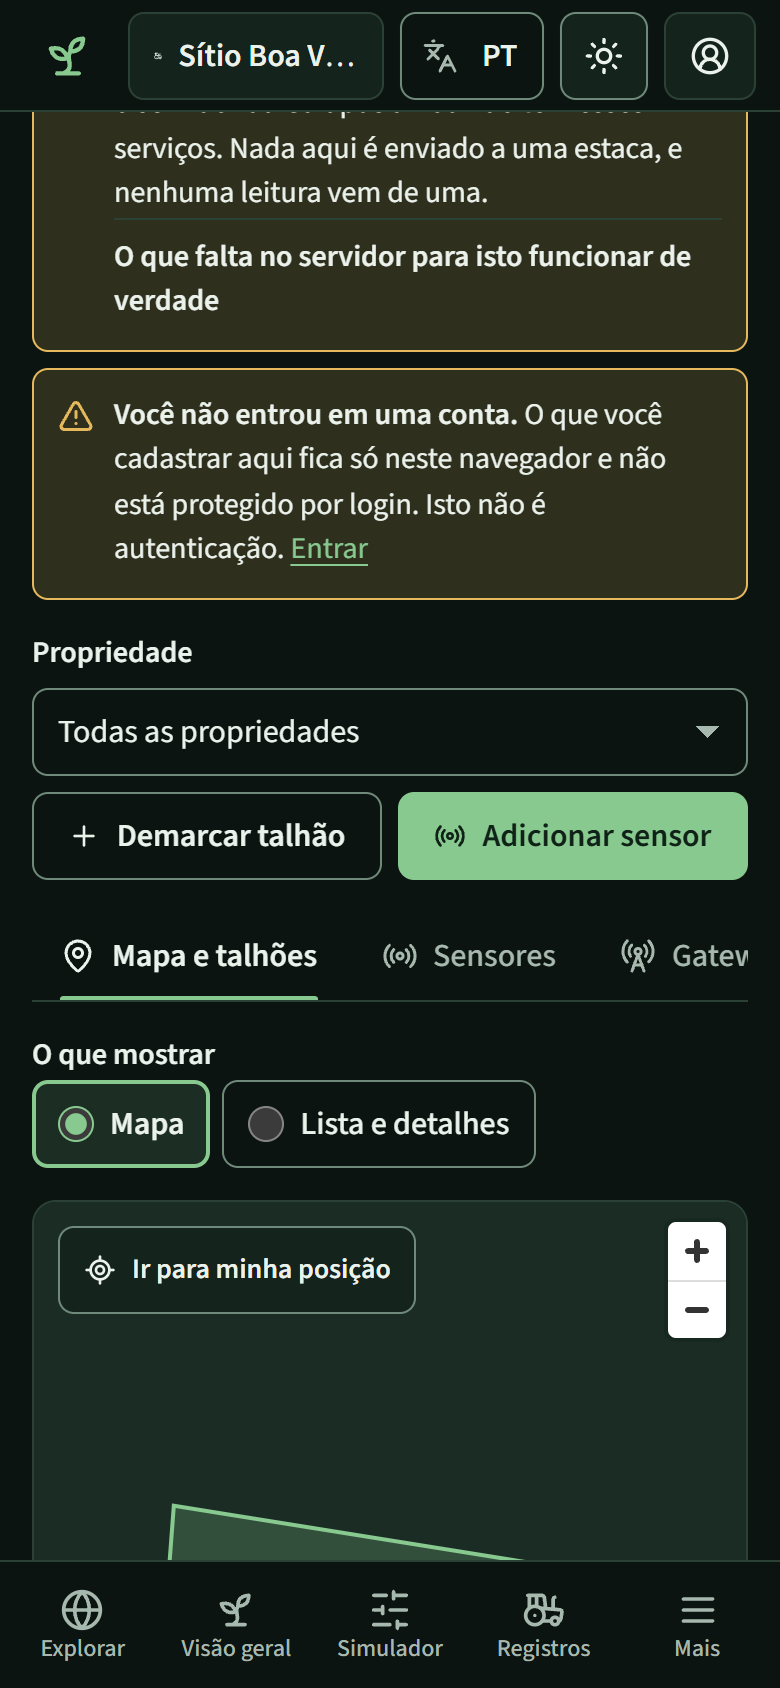 Sítio Boa V…
PT
serviços. Nada aqui é enviado a uma estaca, e
nenhuma leitura vem de uma.
O que falta no servidor para isto funcionar de
verdade
Você não entrou em uma conta. O que você
cadastrar aqui fica só neste navegador e não
está protegido por login. Isto não é
autenticação. Entrar
Propriedade
Todas as propriedades
Demarcar talhão
Adicionar sensor
Mapa e talhões
Sensores
Gatew
O que mostrar
Mapa
Lista e detalhes
Ir para minha posição
Explorar
Visão geral
Simulador
Registros
Mais